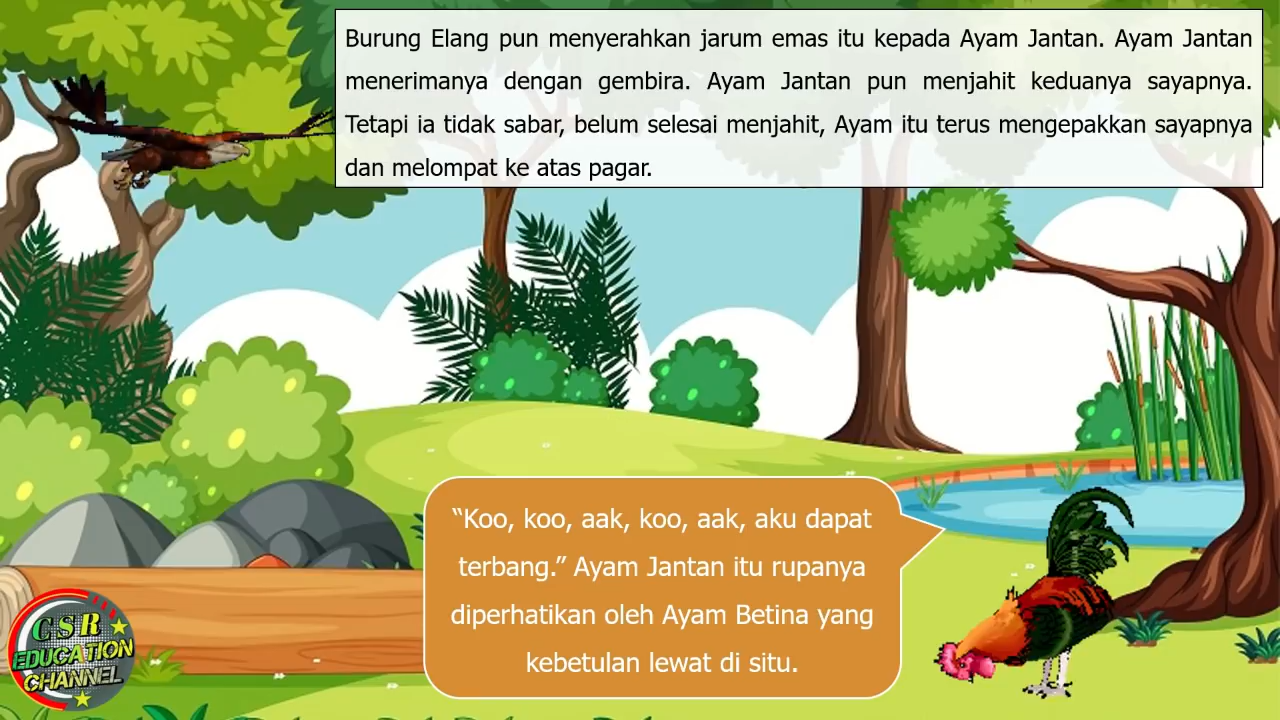 Burung Elang pun menyerahkan jarum emas itu kepada Ayam Jantan. Ayam Jantan
menerimanya dengan gembira. Ayam Jantan pun menjahit keduanya sayapnya.
Tetapi ia tidak sabar, belum selesai menjahit, Ayam itu terus mengepakkan sayapnya
dan melompat ke atas pagar.
“Koo, koo, aak, koo, aak, aku dapat
terbang.” Ayam Jantan itu rupanya
diperhatikan oleh Ayam Betina yang
kebetulan lewat di situ.
CSR
EDUCATION
CHANNEL